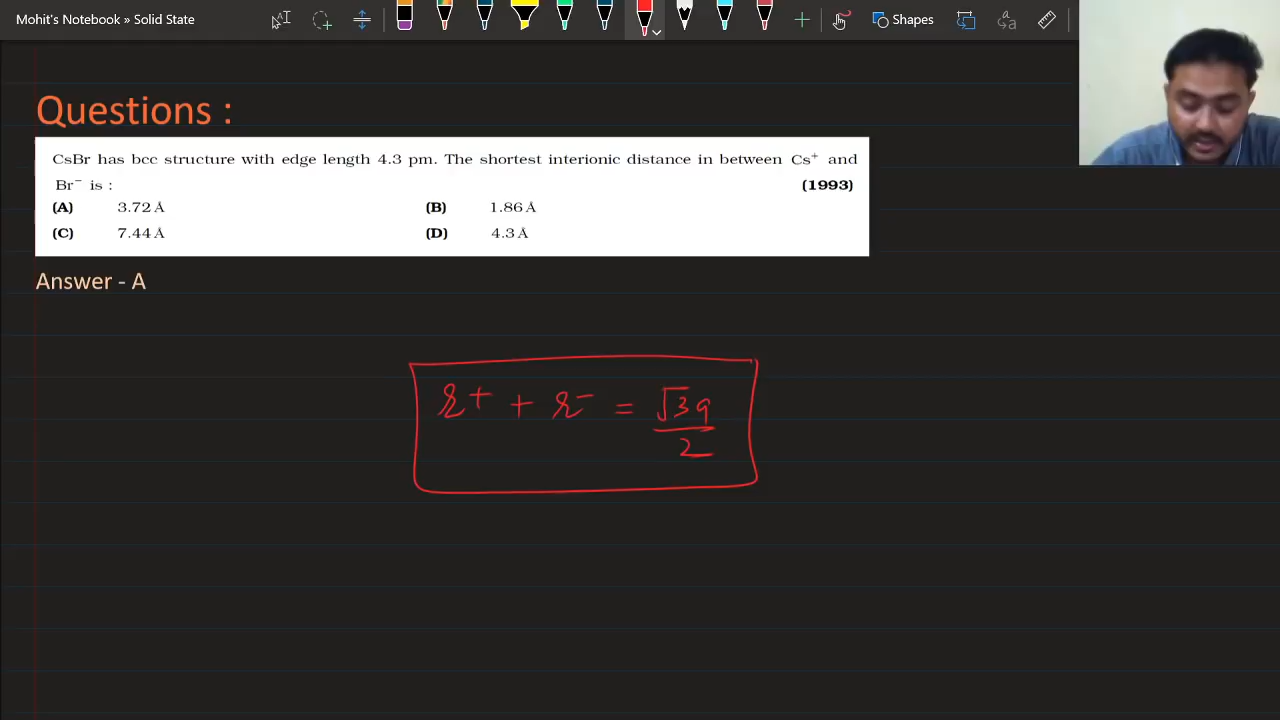 Mohit's Notebook » Solid State
Shapes
Questions :
CsBr has bcc structure with edge length 4.3 pm. The shortest interionic distance in between Cs⁺ and
Br⁻ is : (1993)
(A) 3.72 Å (B) 1.86 Å
(C) 7.44 Å (D) 4.3 Å
Answer - A
r⁺ + r⁻ = √3a/2